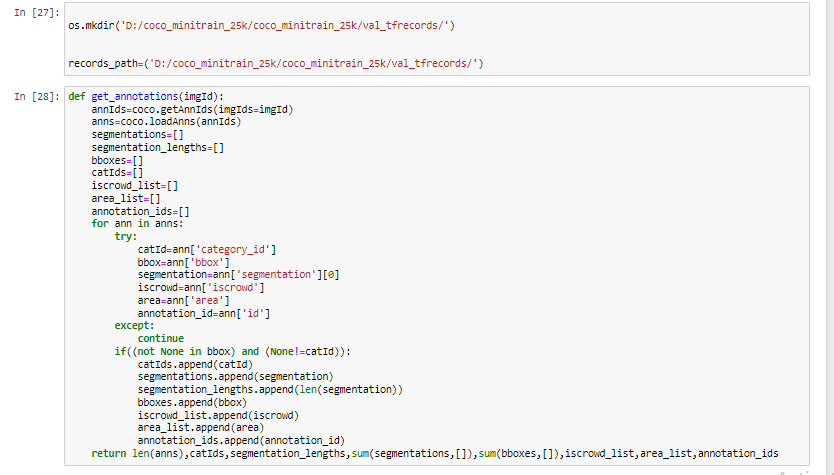 In [27]:
os.mkdir('D:/coco_minitrain_25k/coco_minitrain_25k/val_tfrecords/')
records_path=('D:/coco_minitrain_25k/coco_minitrain_25k/val_tfrecords/')
In [28]: def get_annotations(imgId):
    annIds=coco.getAnnIds(imgIds=imgId)
    anns=coco.loadAnns(annIds)
    segmentations=[]
    segmentation_lengths=[]
    bboxes=[]
    catIds=[]
    iscrowd_list=[]
    area_list=[]
    annotation_ids=[]
    for ann in anns:
        try:
            catId=ann['category_id']
            bbox=ann['bbox']
            segmentation=ann['segmentation'][0]
            iscrowd=ann['iscrowd']
            area=ann['area']
            annotation_id=ann['id']
        except:
            continue
        if((not None in bbox) and (None!=catId)):
            catIds.append(catId)
            segmentations.append(segmentation)
            segmentation_lengths.append(len(segmentation))
            bboxes.append(bbox)
            iscrowd_list.append(iscrowd)
            area_list.append(area)
            annotation_ids.append(annotation_id)
    return len(anns),catIds,segmentation_lengths,sum(segmentations,[]),sum(bboxes,[]),iscrowd_list,area_list,annotation_ids